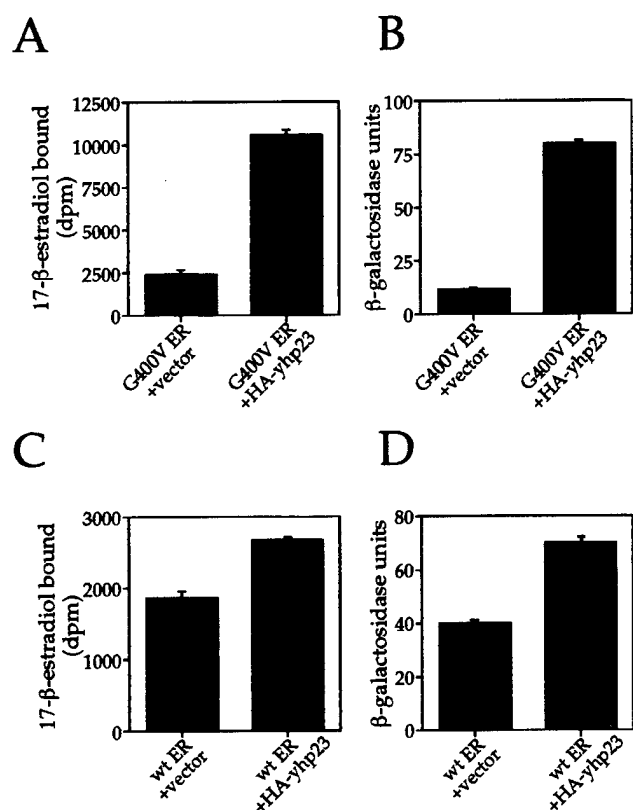 A
17-β-estradiol bound
(dpm)
12500
10000
7500
5000
2500
0
G400V ER
+vector
G400V ER
+HA-yhp23
B
β-galactosidase units
100
75
50
25
0
G400V ER
+vector
G400V ER
+HA-yhp23
C
17-β-estradiol bound
(dpm)
3000
2000
1000
0
wt ER
+vector
wt ER
+HA-yhp23
D
β-galactosidase units
80
60
40
20
0
wt ER
+vector
wt ER
+HA-yhp23